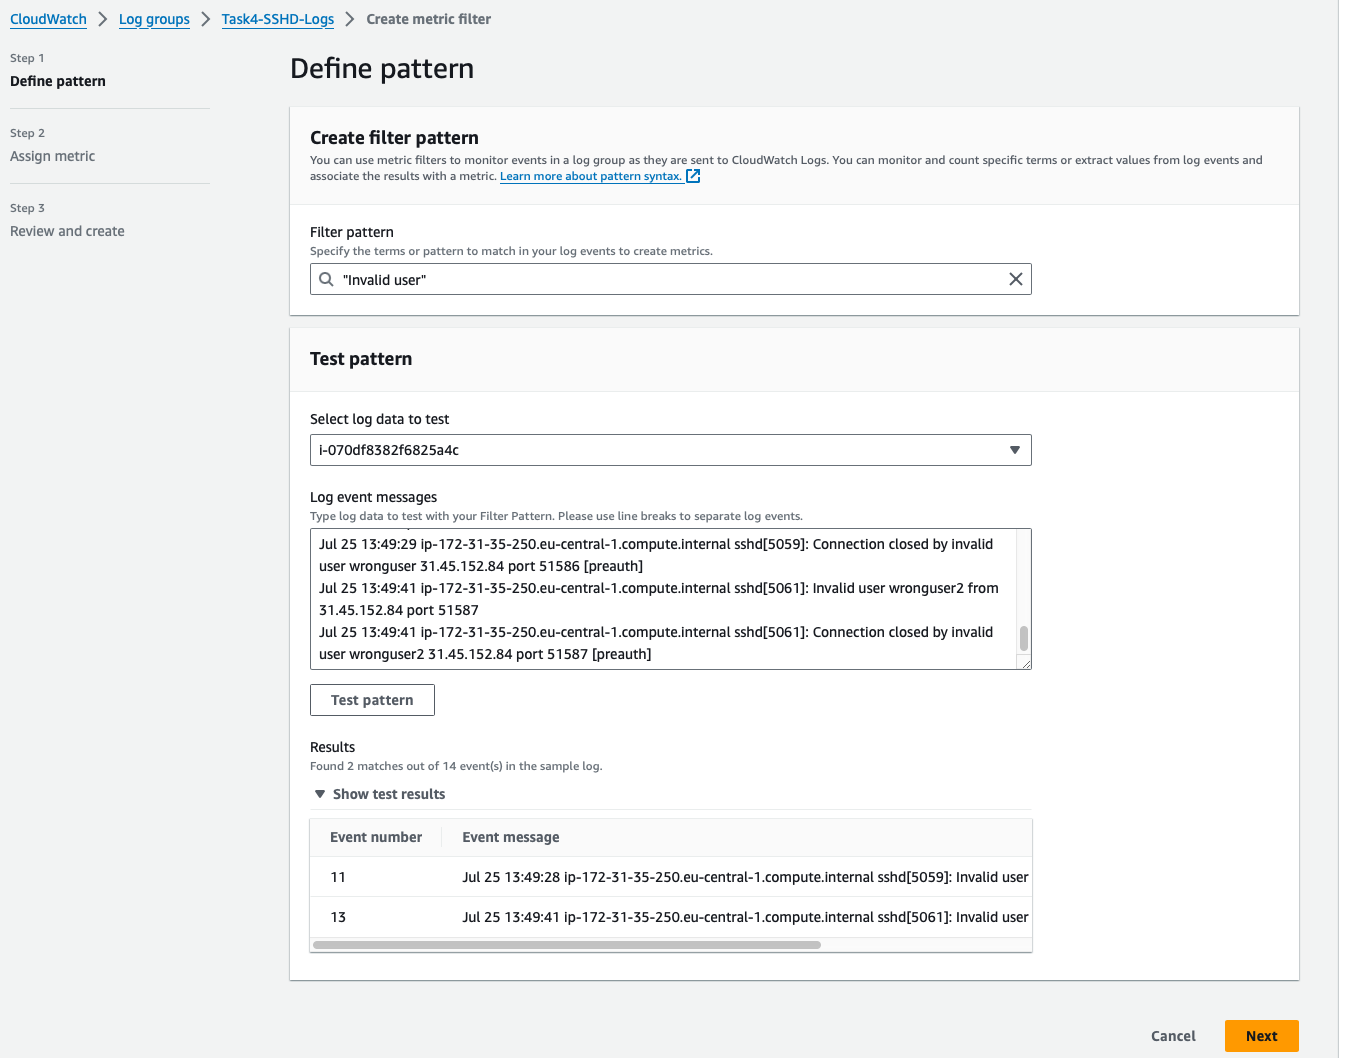 CloudWatch > Log groups > Task4-SSHD-Logs > Create metric filter
Step 1
Define pattern
Step 2
Assign metric
Step 3
Review and create
Define pattern
Create filter pattern
You can use metric filters to monitor events in a log group as they are sent to CloudWatch Logs. You can monitor and count specific terms or extract values from log events and
associate the results with a metric. Learn more about pattern syntax.
Filter pattern
Specify the terms or pattern to match in your log events to create metrics.
"Invalid user"
Test pattern
Select log data to test
i-070df8382f6825a4c
Log event messages
Type log data to test with your Filter Pattern. Please use line breaks to separate log events.
Jul 25 13:49:29 ip-172-31-35-250.eu-central-1.compute.internal sshd[5059]: Connection closed by invalid
user wronguser 31.45.152.84 port 51586 [preauth]
Jul 25 13:49:41 ip-172-31-35-250.eu-central-1.compute.internal sshd[5061]: Invalid user wronguser2 from
31.45.152.84 port 51587
Jul 25 13:49:41 ip-172-31-35-250.eu-central-1.compute.internal sshd[5061]: Connection closed by invalid
user wronguser2 31.45.152.84 port 51587 [preauth]
Test pattern
Results
Found 2 matches out of 14 event(s) in the sample log.
Show test results
Event number Event message
11 Jul 25 13:49:28 ip-172-31-35-250.eu-central-1.compute.internal sshd[5059]: Invalid user
13 Jul 25 13:49:41 ip-172-31-35-250.eu-central-1.compute.internal sshd[5061]: Invalid user
Cancel Next